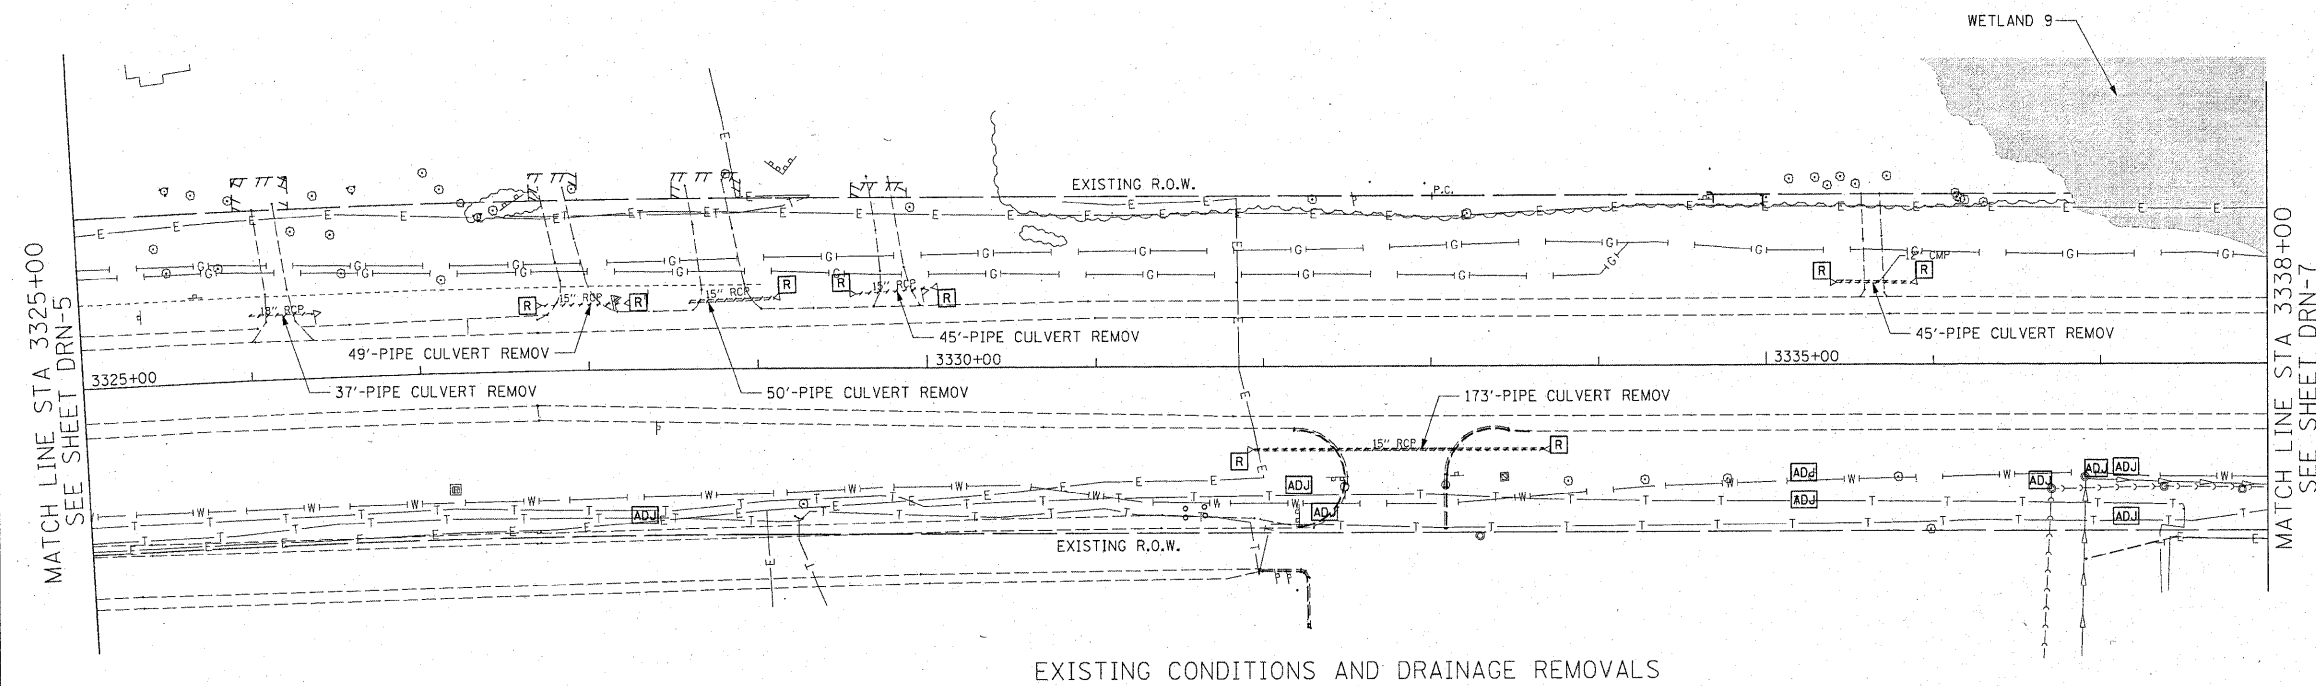 WETLAND 9
EXISTING R.O.W.
P.C.
12" CMP
R
R
R
R
R
R
R
15" RCP
15" RCP
15" RCP
18" RCP
45'-PIPE CULVERT REMOV
45'-PIPE CULVERT REMOV
49'-PIPE CULVERT REMOV
3325+00
3330+00
3335+00
37'-PIPE CULVERT REMOV
50'-PIPE CULVERT REMOV
173'-PIPE CULVERT REMOV
15" RCP
R
R
ADJ
ADJ
ADJ
ADJ
ADJ
ADJ
ADJ
ADJ
ADJ
EXISTING R.O.W.
MATCH LINE STA 3325+00
SEE SHEET DRN-5
MATCH LINE STA 3338+00
SEE SHEET DRN-7
EXISTING CONDITIONS AND DRAINAGE REMOVALS